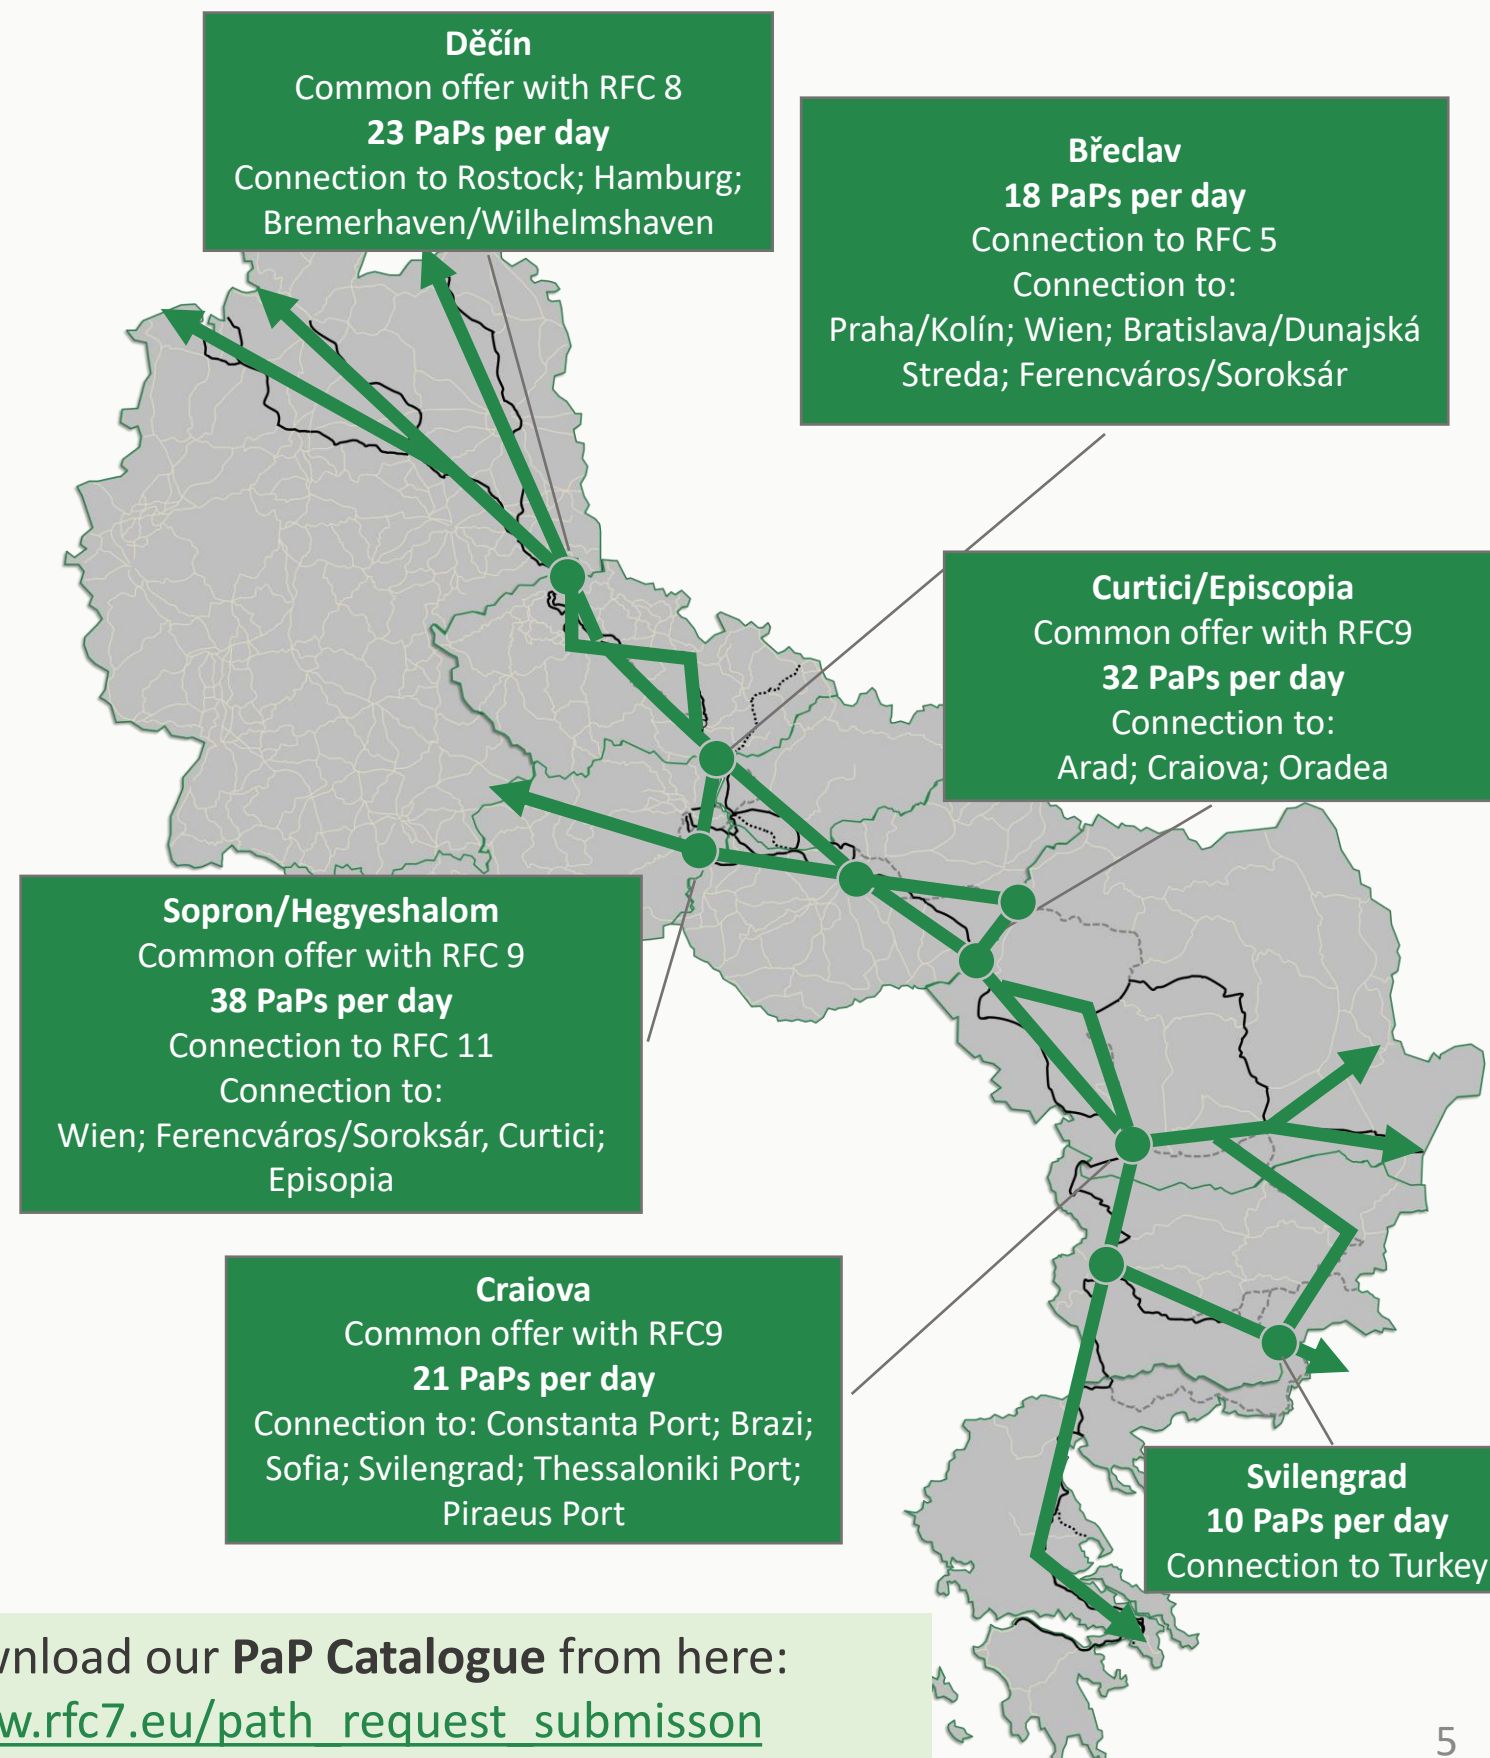 Děčín
Common offer with RFC 8
23 PaPs per day
Connection to Rostock; Hamburg;
Bremerhaven/Wilhelmshaven
Břeclav
18 PaPs per day
Connection to RFC 5
Connection to:
Praha/Kolín; Wien; Bratislava/Dunajská
Streda; Ferencváros/Soroksár
Curtici/Episcopia
Common offer with RFC9
32 PaPs per day
Connection to:
Arad; Craiova; Oradea
Sopron/Hegyeshalom
Common offer with RFC 9
38 PaPs per day
Connection to RFC 11
Connection to:
Wien; Ferencváros/Soroksár, Curtici;
Episopia
Craiova
Common offer with RFC9
21 PaPs per day
Connection to: Constanta Port; Brazi;
Sofia; Svilengrad; Thessaloniki Port;
Piraeus Port
Svilengrad
10 PaPs per day
Connection to Turkey
wnload our PaP Catalogue from here:
w.rfc7.eu/path_request_submisson
5